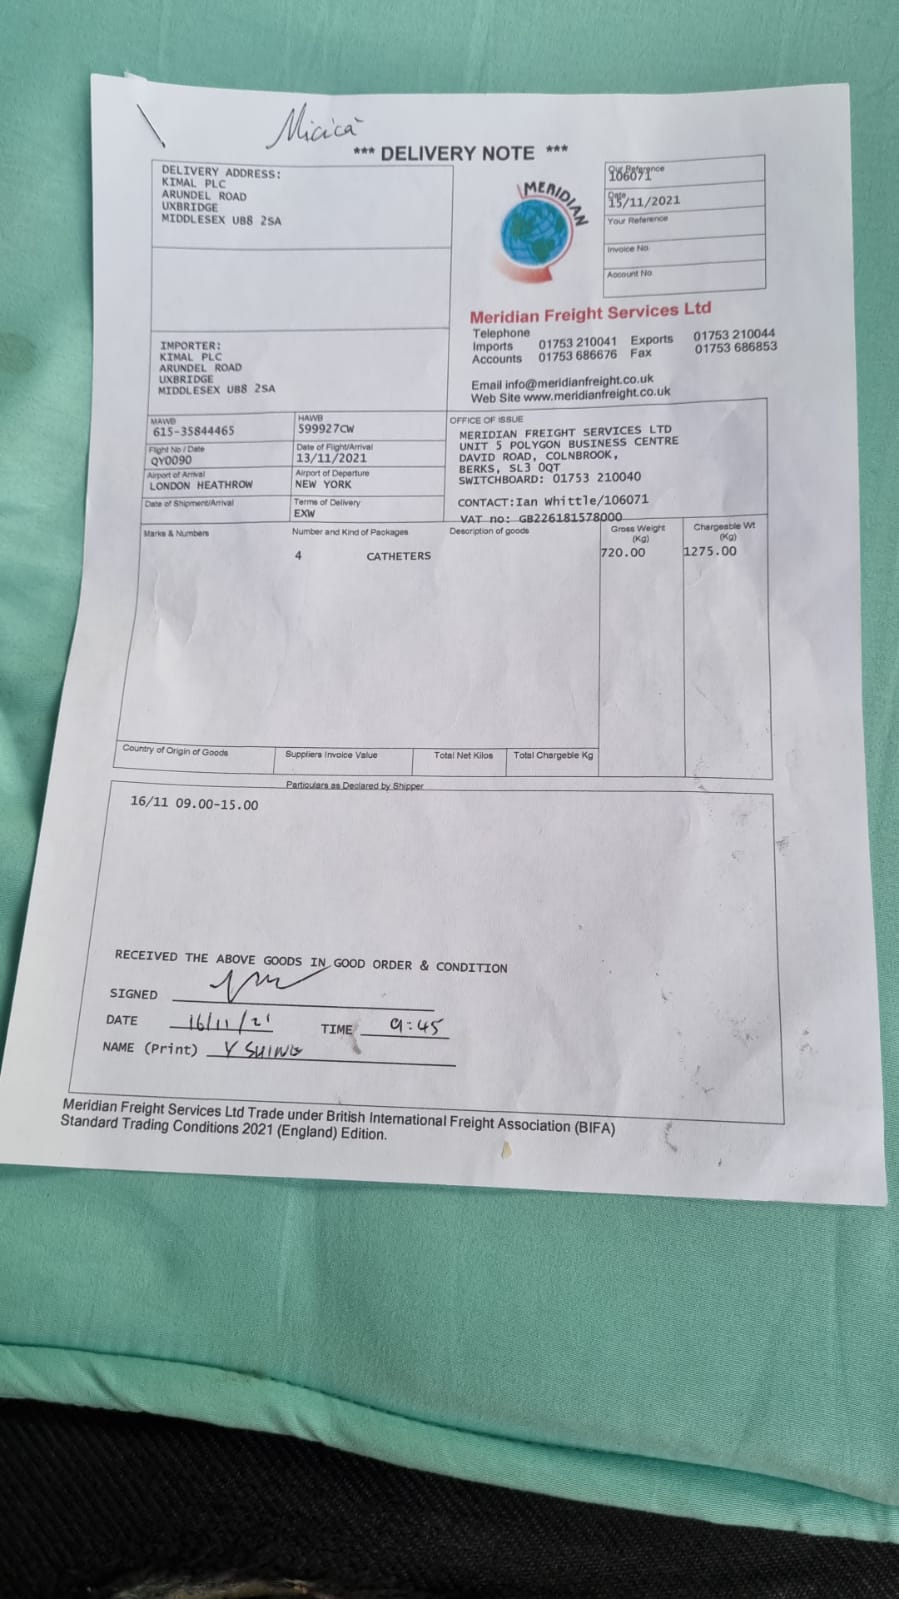 Micicà
*** DELIVERY NOTE ***
DELIVERY ADDRESS:
KIMAL PLC
ARUNDEL ROAD
UXBRIDGE
MIDDLESEX UB8 2SA
MERIDIAN
Our Reference
106071
Date
15/11/2021
Your Reference
Invoice No
Account No
Meridian Freight Services Ltd
Telephone
Imports 01753 210041 Exports 01753 210044
Accounts 01753 686676 Fax 01753 686853
Email info@meridianfreight.co.uk
Web Site www.meridianfreight.co.uk
IMPORTER:
KIMAL PLC
ARUNDEL ROAD
UXBRIDGE
MIDDLESEX UB8 2SA
MAWB HAWB
615-35844465 599927CW
Flight No / Date Date of Flight/Arrival
QY0090 13/11/2021
Airport of Arrival Airport of Departure
LONDON HEATHROW NEW YORK
Date of Shipment/Arrival Terms of Delivery
EXW
OFFICE OF ISSUE
MERIDIAN FREIGHT SERVICES LTD
UNIT 5 POLYGON BUSINESS CENTRE
DAVID ROAD, COLNBROOK,
BERKS, SL3 0QT
SWITCHBOARD: 01753 210040
CONTACT:Ian Whittle/106071
VAT no: GB226181578000
Marks & Numbers Number and Kind of Packages Description of goods Gross Weight (Kg) Chargeable Wt (Kg)
4 CATHETERS 720.00 1275.00
Country of Origin of Goods Suppliers Invoice Value Total Net Kilos Total Chargeble Kg
Particulars as Declared by Shipper
16/11 09.00-15.00
RECEIVED THE ABOVE GOODS IN GOOD ORDER & CONDITION
SIGNED
DATE 16/11/21 TIME 9:45
NAME (Print) Y SUING
Meridian Freight Services Ltd Trade under British International Freight Association (BIFA)
Standard Trading Conditions 2021 (England) Edition.